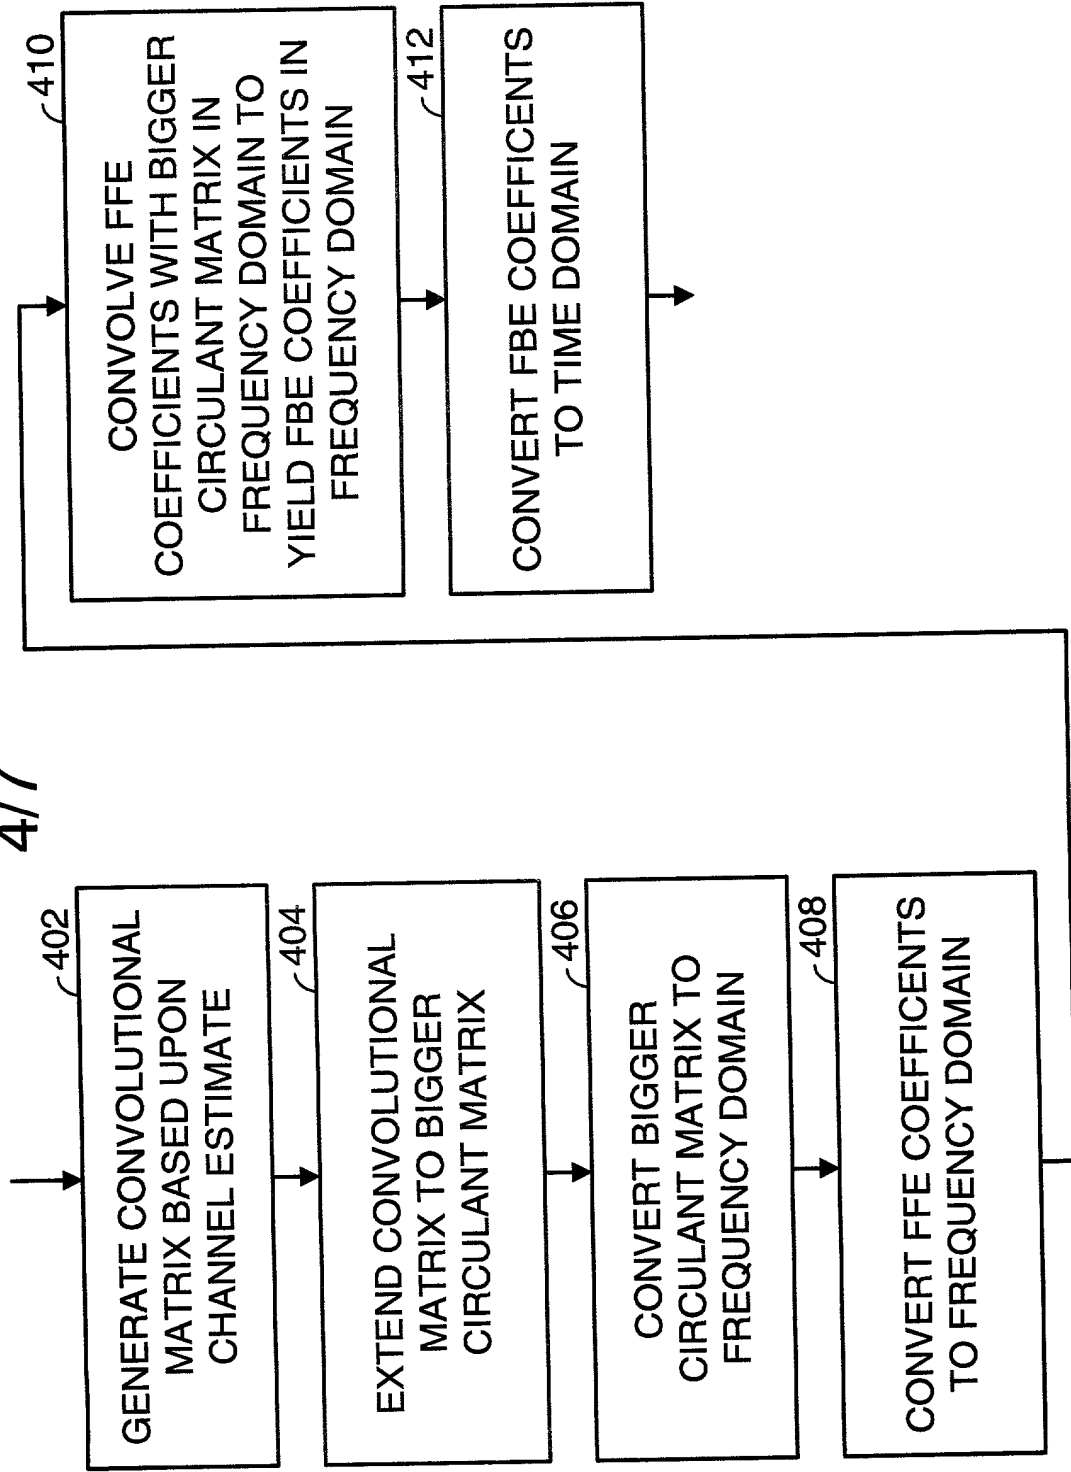 4/7
402
GENERATE CONVOLUTIONAL
MATRIX BASED UPON
CHANNEL ESTIMATE
404
EXTEND CONVOLUTIONAL
MATRIX TO BIGGER
CIRCULANT MATRIX
406
CONVERT BIGGER
CIRCULANT MATRIX TO
FREQUENCY DOMAIN
408
CONVERT FFE COEFFICENTS
TO FREQUENCY DOMAIN
410
CONVOLVE FFE
COEFFICIENTS WITH BIGGER
CIRCULANT MATRIX IN
FREQUENCY DOMAIN TO
YIELD FBE COEFFICIENTS IN
FREQUENCY DOMAIN
412
CONVERT FBE COEFFICENTS
TO TIME DOMAIN